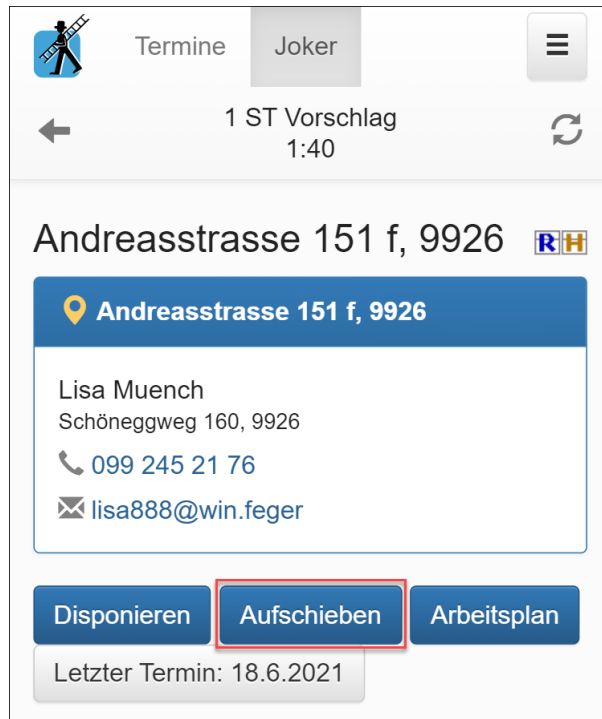 Termine Joker
1 ST Vorschlag
1:40
Andreasstrasse 151 f, 9926 R H
Andreasstrasse 151 f, 9926
Lisa Muench
Schöneggweg 160, 9926
099 245 21 76
lisa888@win.feger
Disponieren Aufschieben Arbeitsplan
Letzter Termin: 18.6.2021